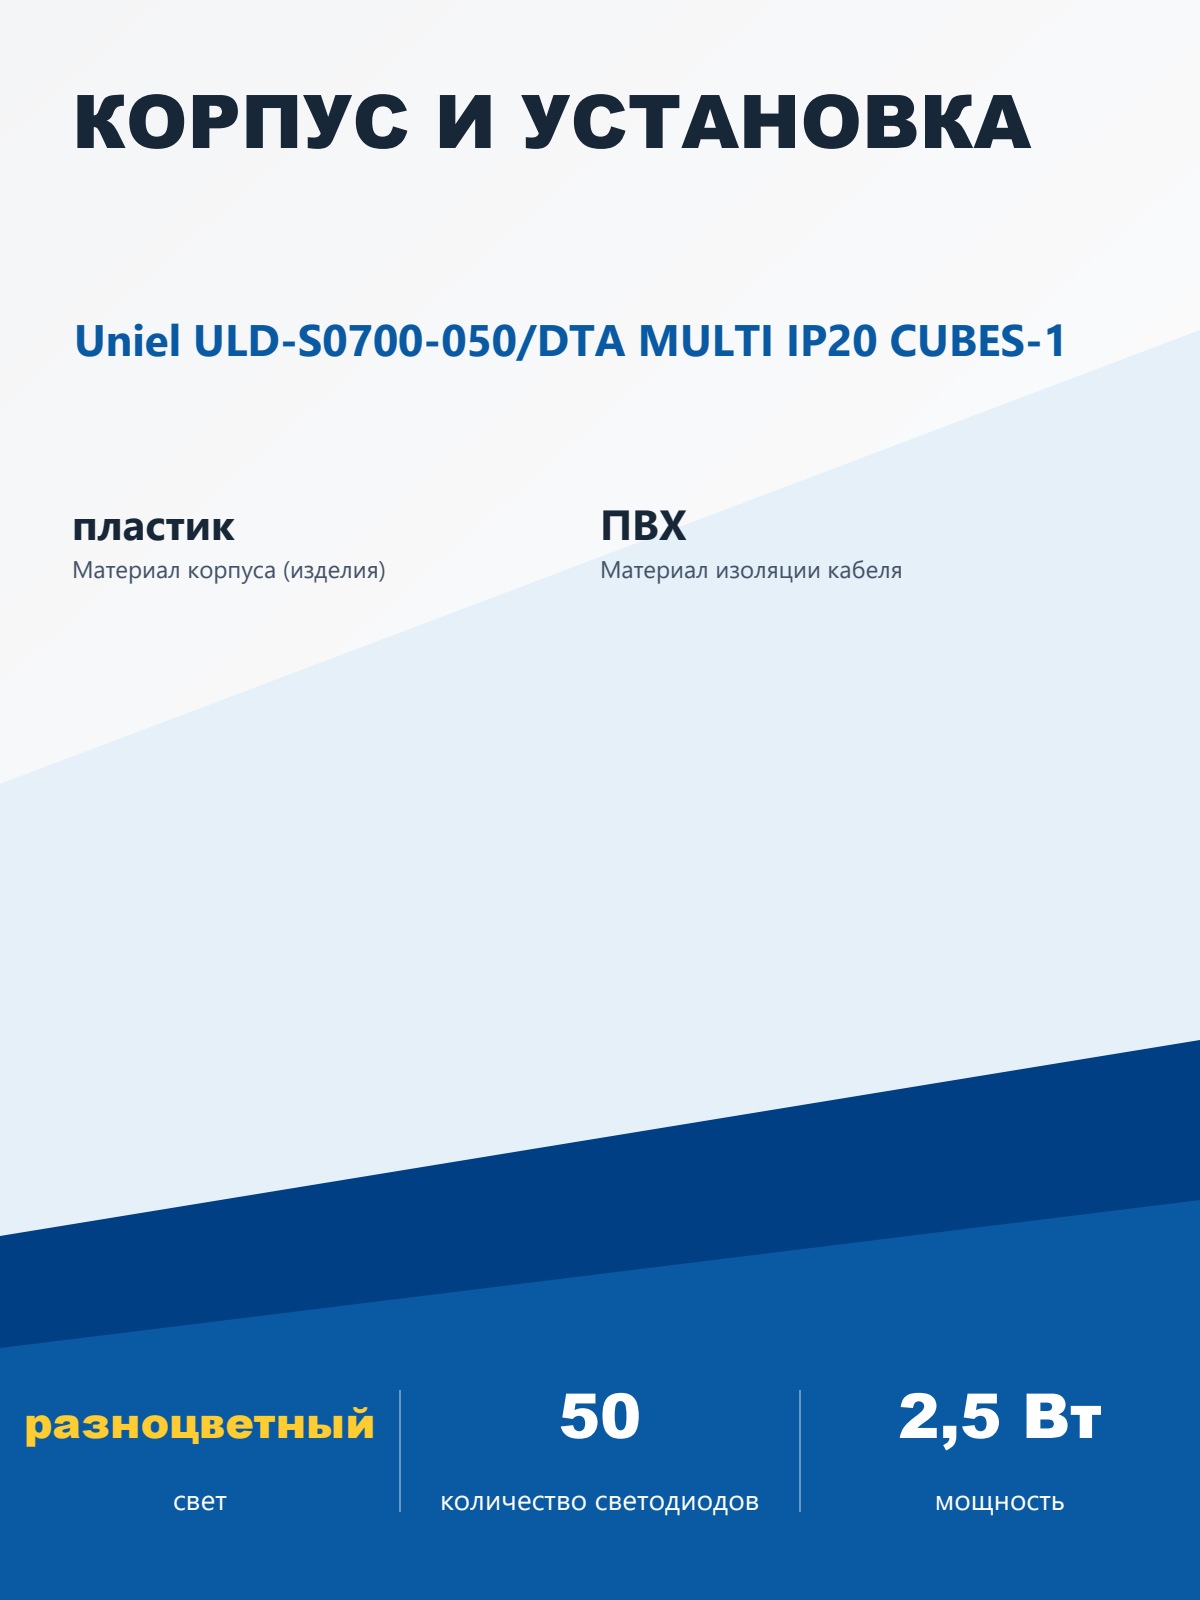 КОРПУС И УСТАНОВКА
Uniel ULD-S0700-050/DTA MULTI IP20 CUBES-1
пластик
Материал корпуса (изделия)
ПВХ
Материал изоляции кабеля
разноцветный
свет
50
количество светодиодов
2,5 Вт
мощность